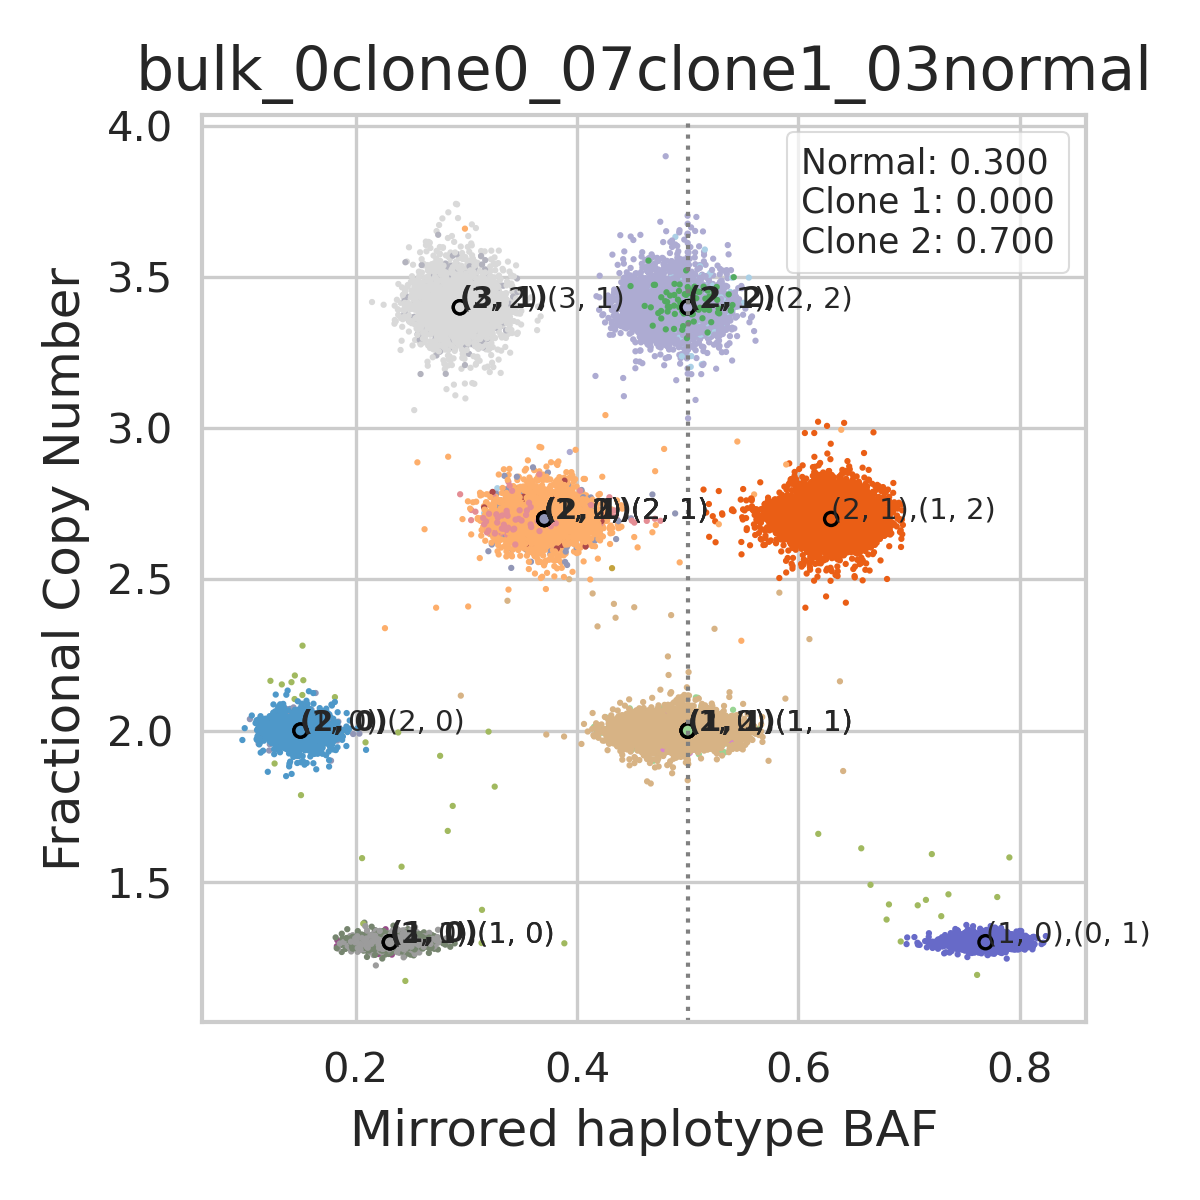 bulk_0clone0_07clone1_03normal
Normal: 0.300
Clone 1: 0.000
Clone 2: 0.700
4.0
3.5
3.0
2.5
2.0
1.5
Fractional Copy Number
(3, 1)
(2, 2)
(2, 1),(2, 1)
(2, 1),(1, 2)
(2, 0)
(1, 1)
(1, 0)
(1, 0),(0, 1)
0.2
0.4
0.6
0.8
Mirrored haplotype BAF